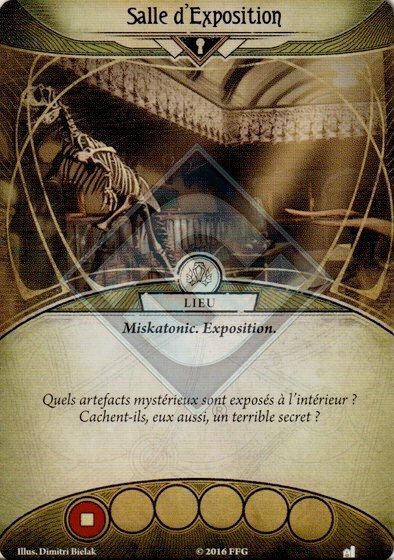 Salle d'Exposition
LIEU
Miskatonic. Exposition.
Quels artefacts mystérieux sont exposés à l'intérieur ?
Cachent-ils, eux aussi, un terrible secret ?
Illus. Dimitri Bielak
© 2016 FFG
®